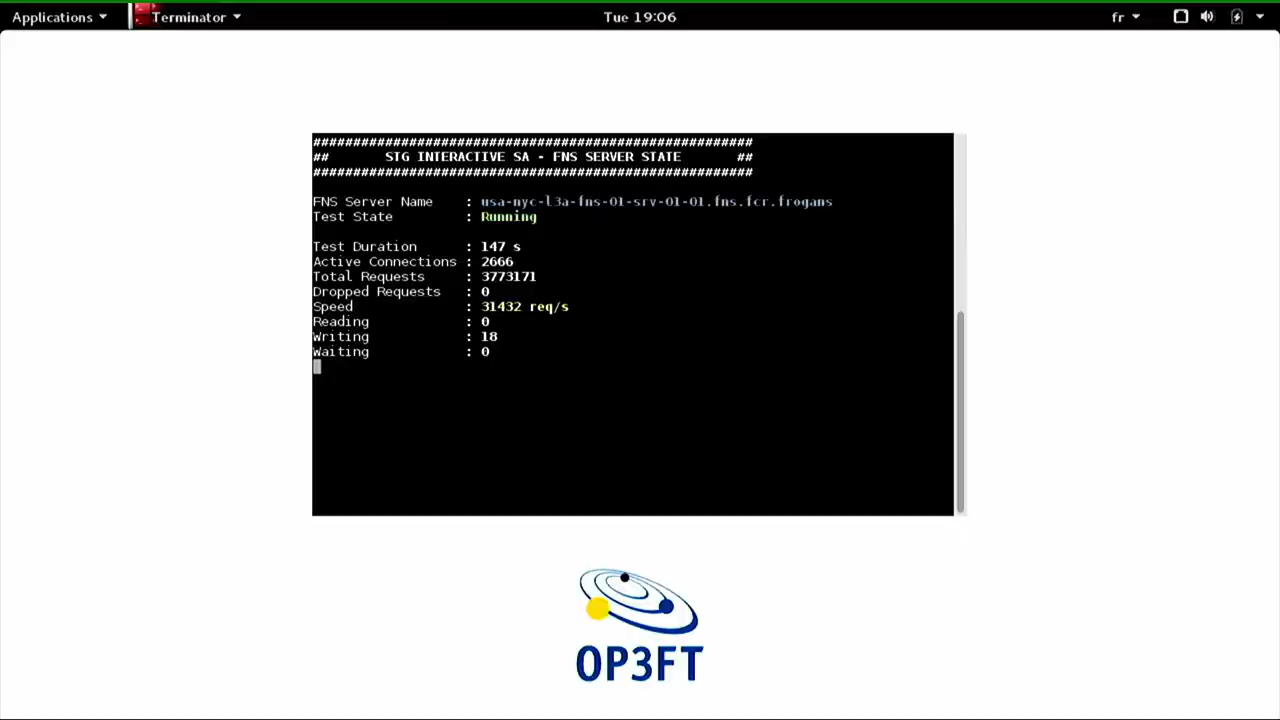 Applications Terminator Tue 19:06 fr
#######################################################
## STG INTERACTIVE SA - FNS SERVER STATE ##
#######################################################
FNS Server Name : usa-nyc-l3a-fns-01-srv-01-01.fns.fcr.frogans
Test State : Running
Test Duration : 147 s
Active Connections : 2666
Total Requests : 3773171
Dropped Requests : 0
Speed : 31432 req/s
Reading : 0
Writing : 18
Waiting : 0
OP3FT